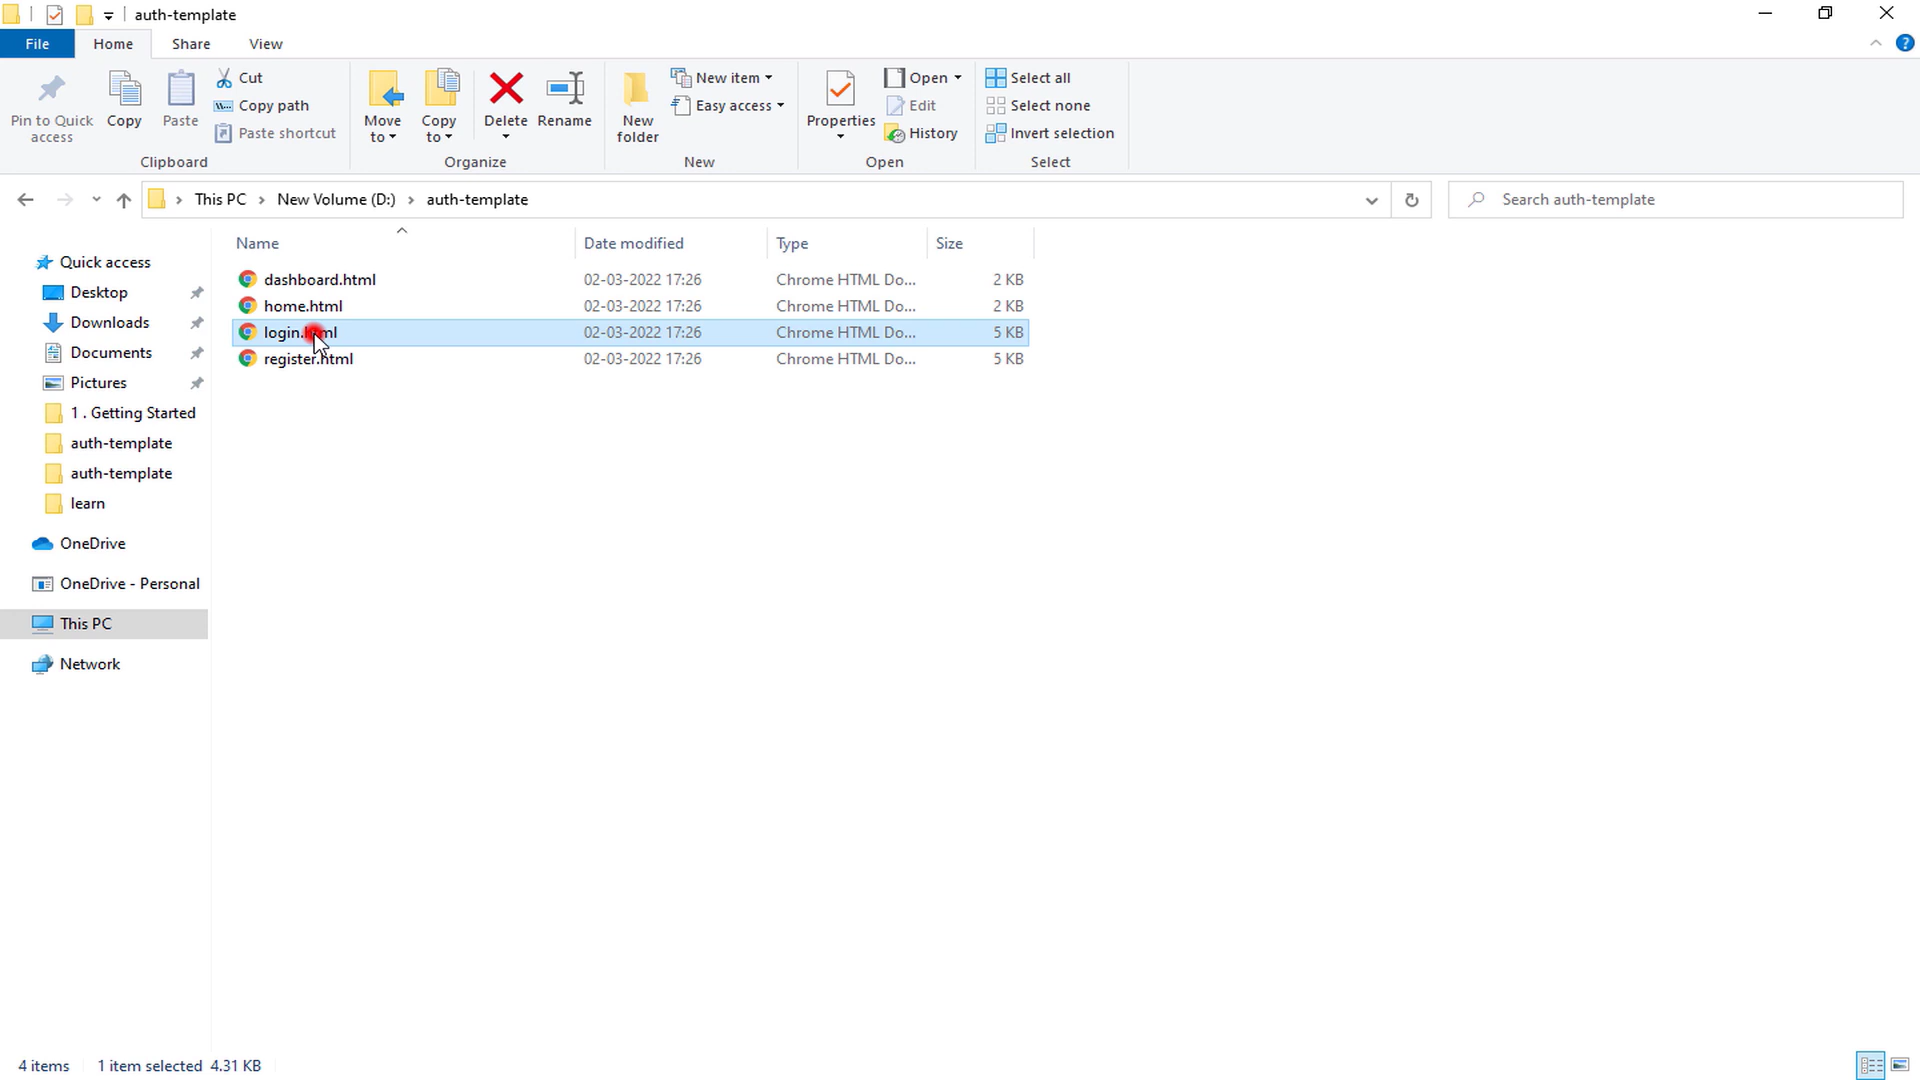 auth-template
File Home Share View
Pin to Quick access
Copy
Paste
Cut
Copy path
Paste shortcut
Clipboard
Move to
Copy to
Delete
Rename
Organize
New folder
New item
Easy access
New
Properties
Open
Edit
History
Open
Select all
Select none
Invert selection
Select
This PC > New Volume (D:) > auth-template
Search auth-template
Name Date modified Type Size
dashboard.html 02-03-2022 17:26 Chrome HTML Do... 2 KB
home.html 02-03-2022 17:26 Chrome HTML Do... 2 KB
login.html 02-03-2022 17:26 Chrome HTML Do... 5 KB
register.html 02-03-2022 17:26 Chrome HTML Do... 5 KB
Quick access
Desktop
Downloads
Documents
Pictures
1 . Getting Started
auth-template
auth-template
learn
OneDrive
OneDrive - Personal
This PC
Network
4 items 1 item selected 4.31 KB